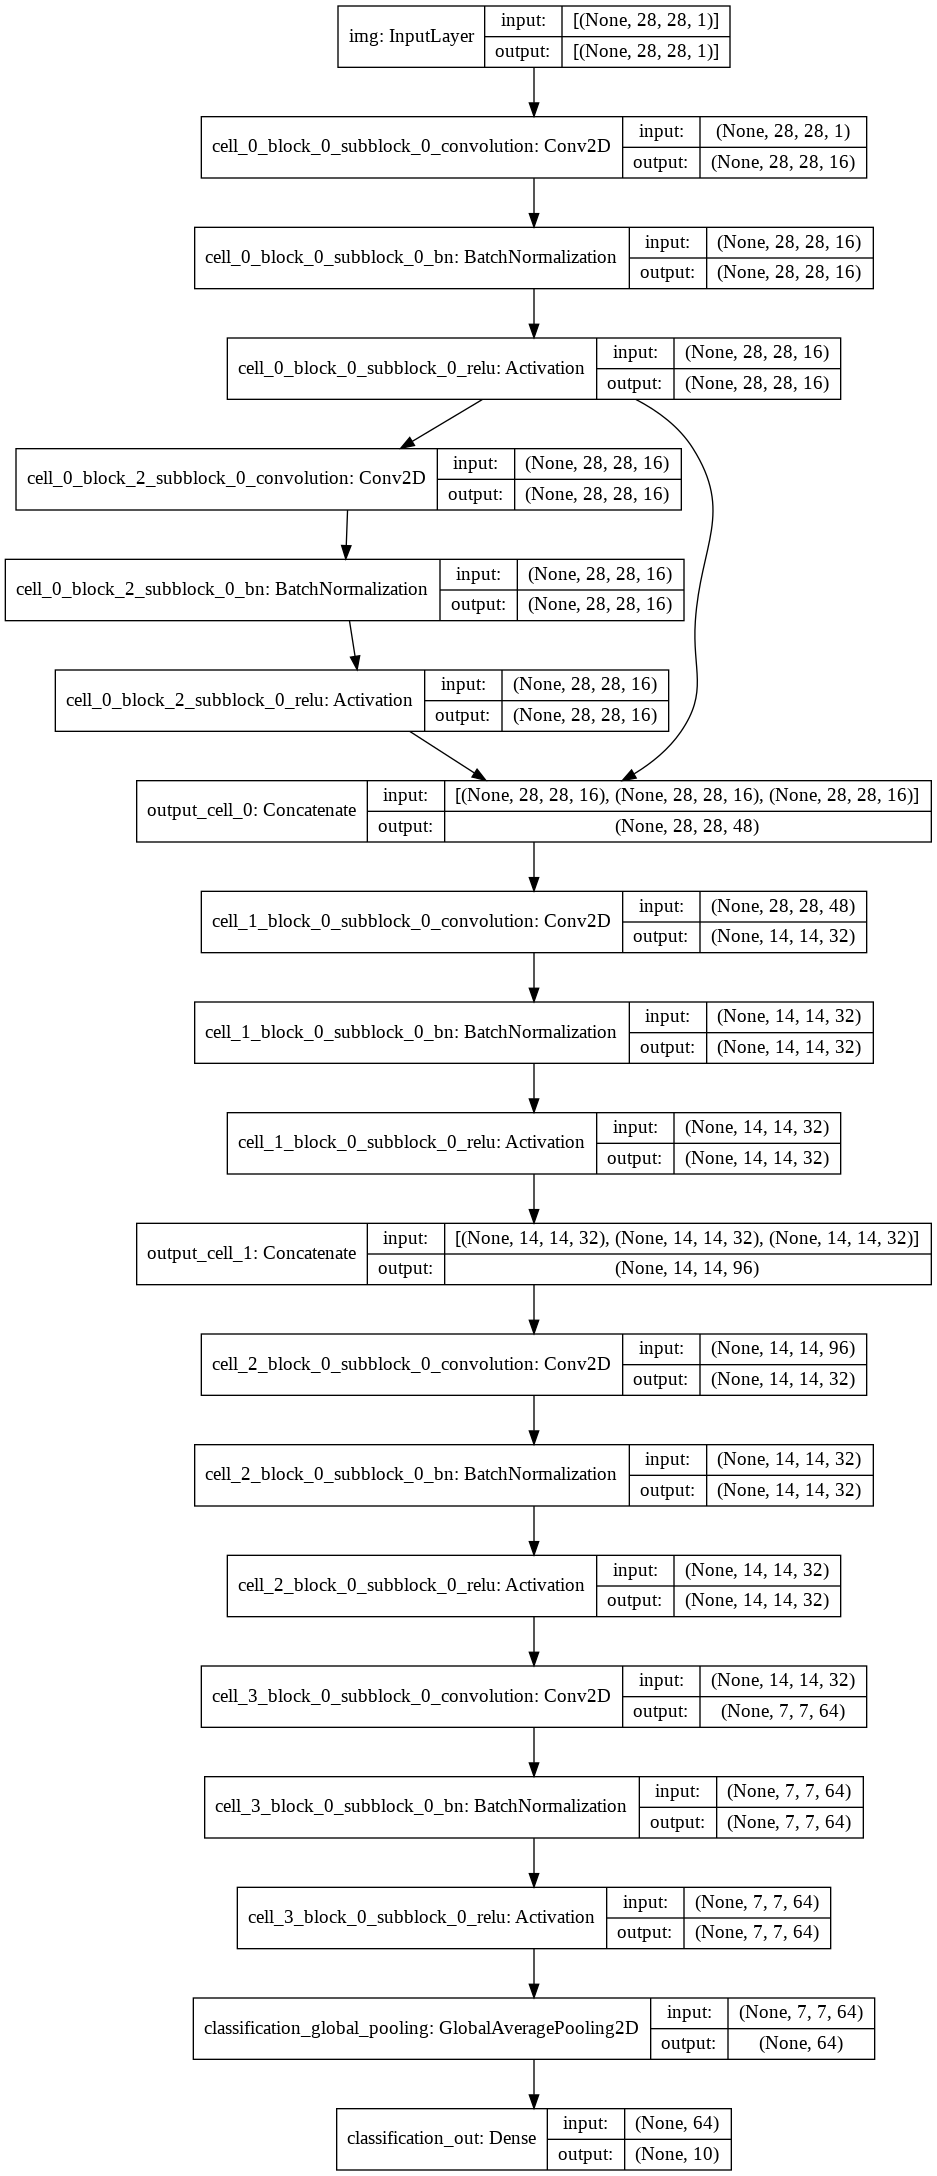 img: InputLayer
input: [(None, 28, 28, 1)]
output: [(None, 28, 28, 1)]
cell_0_block_0_subblock_0_convolution: Conv2D
input: (None, 28, 28, 1)
output: (None, 28, 28, 16)
cell_0_block_0_subblock_0_bn: BatchNormalization
input: (None, 28, 28, 16)
output: (None, 28, 28, 16)
cell_0_block_0_subblock_0_relu: Activation
input: (None, 28, 28, 16)
output: (None, 28, 28, 16)
cell_0_block_2_subblock_0_convolution: Conv2D
input: (None, 28, 28, 16)
output: (None, 28, 28, 16)
cell_0_block_2_subblock_0_bn: BatchNormalization
input: (None, 28, 28, 16)
output: (None, 28, 28, 16)
cell_0_block_2_subblock_0_relu: Activation
input: (None, 28, 28, 16)
output: (None, 28, 28, 16)
output_cell_0: Concatenate
input: [(None, 28, 28, 16), (None, 28, 28, 16), (None, 28, 28, 16)]
output: (None, 28, 28, 48)
cell_1_block_0_subblock_0_convolution: Conv2D
input: (None, 28, 28, 48)
output: (None, 14, 14, 32)
cell_1_block_0_subblock_0_bn: BatchNormalization
input: (None, 14, 14, 32)
output: (None, 14, 14, 32)
cell_1_block_0_subblock_0_relu: Activation
input: (None, 14, 14, 32)
output: (None, 14, 14, 32)
output_cell_1: Concatenate
input: [(None, 14, 14, 32), (None, 14, 14, 32), (None, 14, 14, 32)]
output: (None, 14, 14, 96)
cell_2_block_0_subblock_0_convolution: Conv2D
input: (None, 14, 14, 96)
output: (None, 14, 14, 32)
cell_2_block_0_subblock_0_bn: BatchNormalization
input: (None, 14, 14, 32)
output: (None, 14, 14, 32)
cell_2_block_0_subblock_0_relu: Activation
input: (None, 14, 14, 32)
output: (None, 14, 14, 32)
cell_3_block_0_subblock_0_convolution: Conv2D
input: (None, 14, 14, 32)
output: (None, 7, 7, 64)
cell_3_block_0_subblock_0_bn: BatchNormalization
input: (None, 7, 7, 64)
output: (None, 7, 7, 64)
cell_3_block_0_subblock_0_relu: Activation
input: (None, 7, 7, 64)
output: (None, 7, 7, 64)
classification_global_pooling: GlobalAveragePooling2D
input: (None, 7, 7, 64)
output: (None, 64)
classification_out: Dense
input: (None, 64)
output: (None, 10)